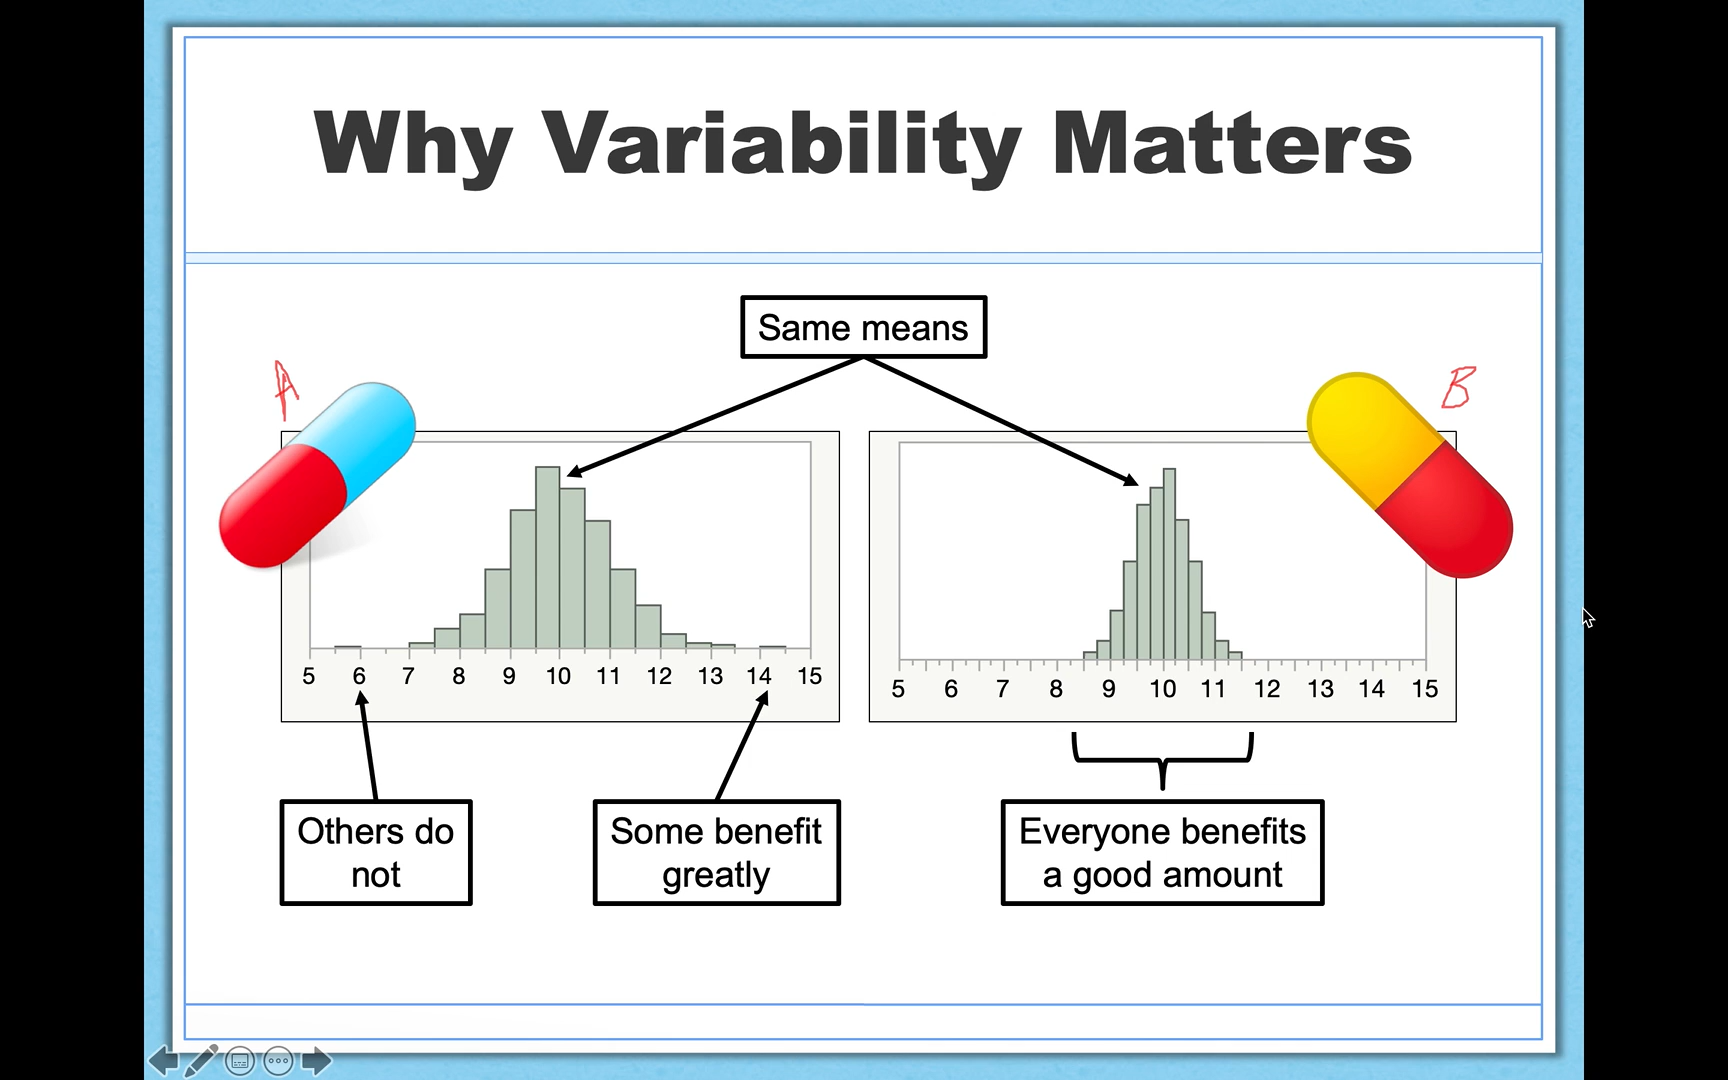 Why Variability Matters
Same means
A
B
5 6 7 8 9 10 11 12 13 14 15
5 6 7 8 9 10 11 12 13 14 15
Others do
not
Some benefit
greatly
Everyone benefits
a good amount